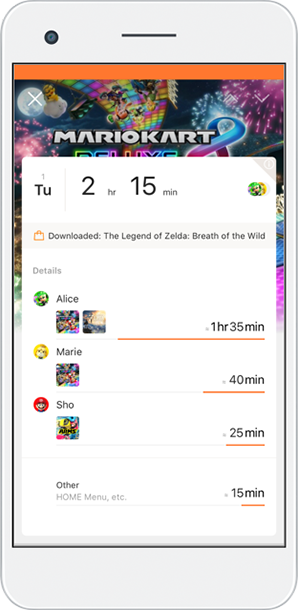 MARIOKART 8
DELUXE
1
Tu
2 hr 15 min
Downloaded: The Legend of Zelda: Breath of the Wild
Details
Alice
1hr35min
Marie
40min
Sho
ARMS
25min
Other
HOME Menu, etc.
15min